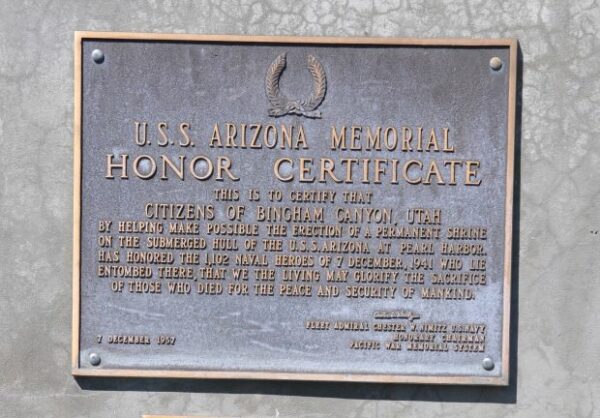 U.S.S. ARIZONA MEMORIAL
HONOR CERTIFICATE
THIS IS TO CERTIFY THAT
CITIZENS OF BINGHAM CANYON, UTAH
BY HELPING MAKE POSSIBLE THE ERECTION OF A PERMANENT SHRINE
ON THE SUBMERGED HULL OF THE U.S.S. ARIZONA AT PEARL HARBOR,
HAS HONORED THE 1,102 NAVAL HEROES OF 7 DECEMBER, 1941 WHO LIE
ENTOMBED THERE, THAT WE THE LIVING MAY GLORIFY THE SACRIFICE
OF THOSE WHO DIED FOR THE PEACE AND SECURITY OF MANKIND.
FLEET ADMIRAL CHESTER W. NIMITZ U.S. NAVY
HONORARY CHAIRMAN
PACIFIC WAR MEMORIAL SYSTEM
7 DECEMBER 1957